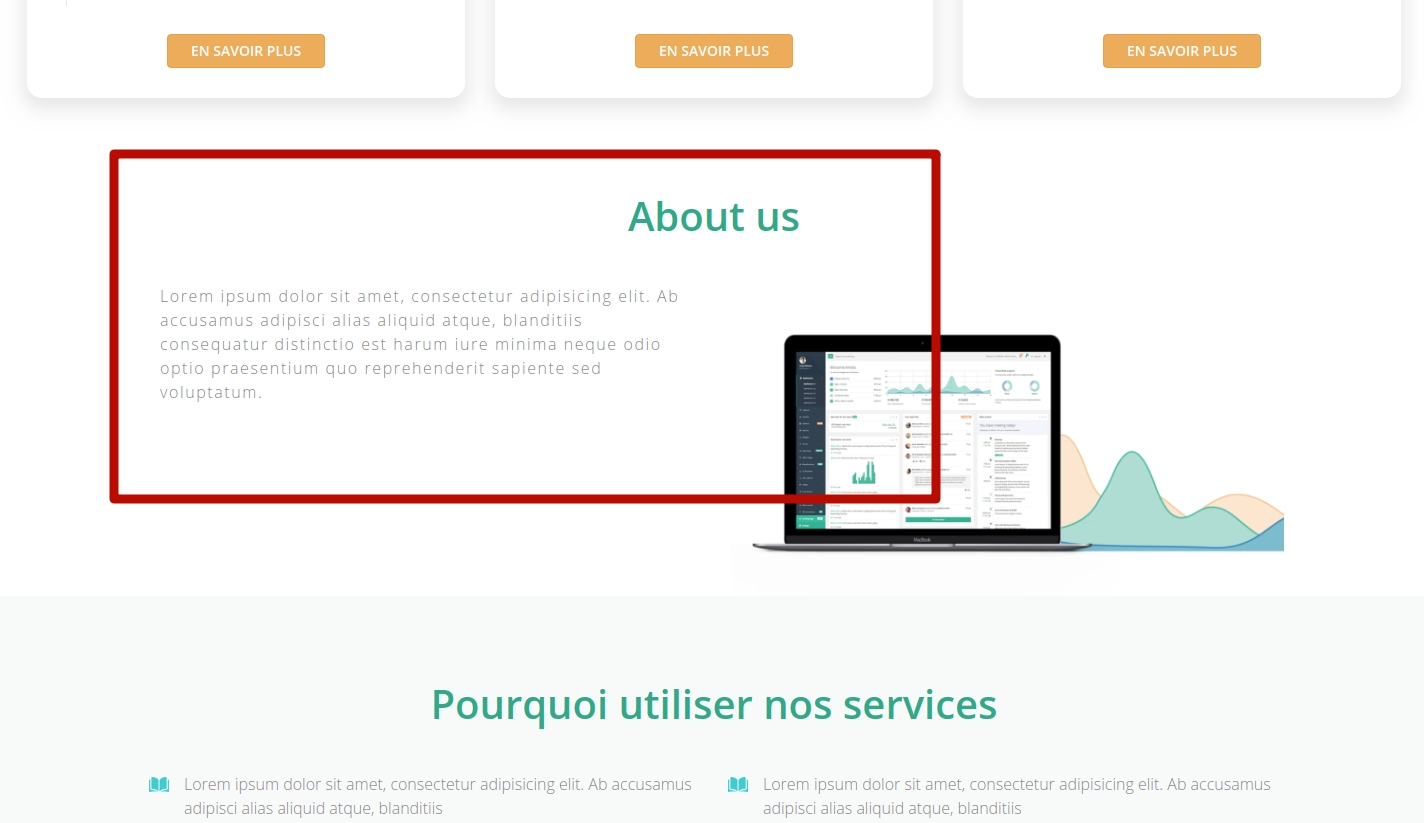 EN SAVOIR PLUS
EN SAVOIR PLUS
EN SAVOIR PLUS
About us
Lorem ipsum dolor sit amet, consectetur adipisicing elit. Ab
accusamus adipisci alias aliquid atque, blanditiis
consequatur distinctio est harum iure minima neque odio
optio praesentium quo reprehenderit sapiente sed
voluptatum.
MacBook
Pourquoi utiliser nos services
Lorem ipsum dolor sit amet, consectetur adipisicing elit. Ab accusamus
adipisci alias aliquid atque, blanditiis
Lorem ipsum dolor sit amet, consectetur adipisicing elit. Ab accusamus
adipisci alias aliquid atque, blanditiis